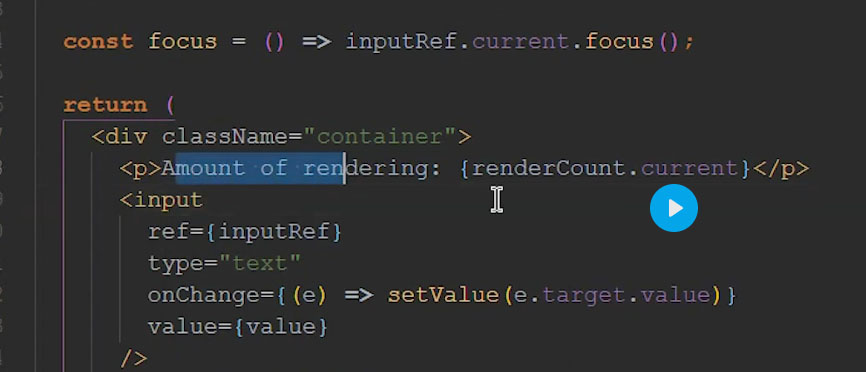 const focus = () => inputRef.current.focus();
return (
<div className="container">
<p>Amount of rendering: {renderCount.current}</p>
<input
ref={inputRef}
type="text"
onChange={(e) => setValue(e.target.value)}
value={value}
/>